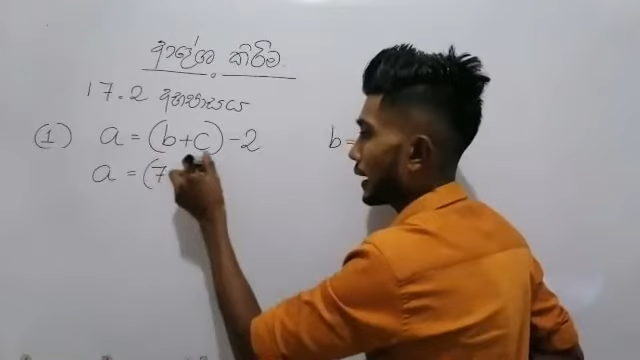 ආදේශ කිරීම
17.2 අභ්‍යාසය
(1) a = (b+c) - 2 b =
a = (7